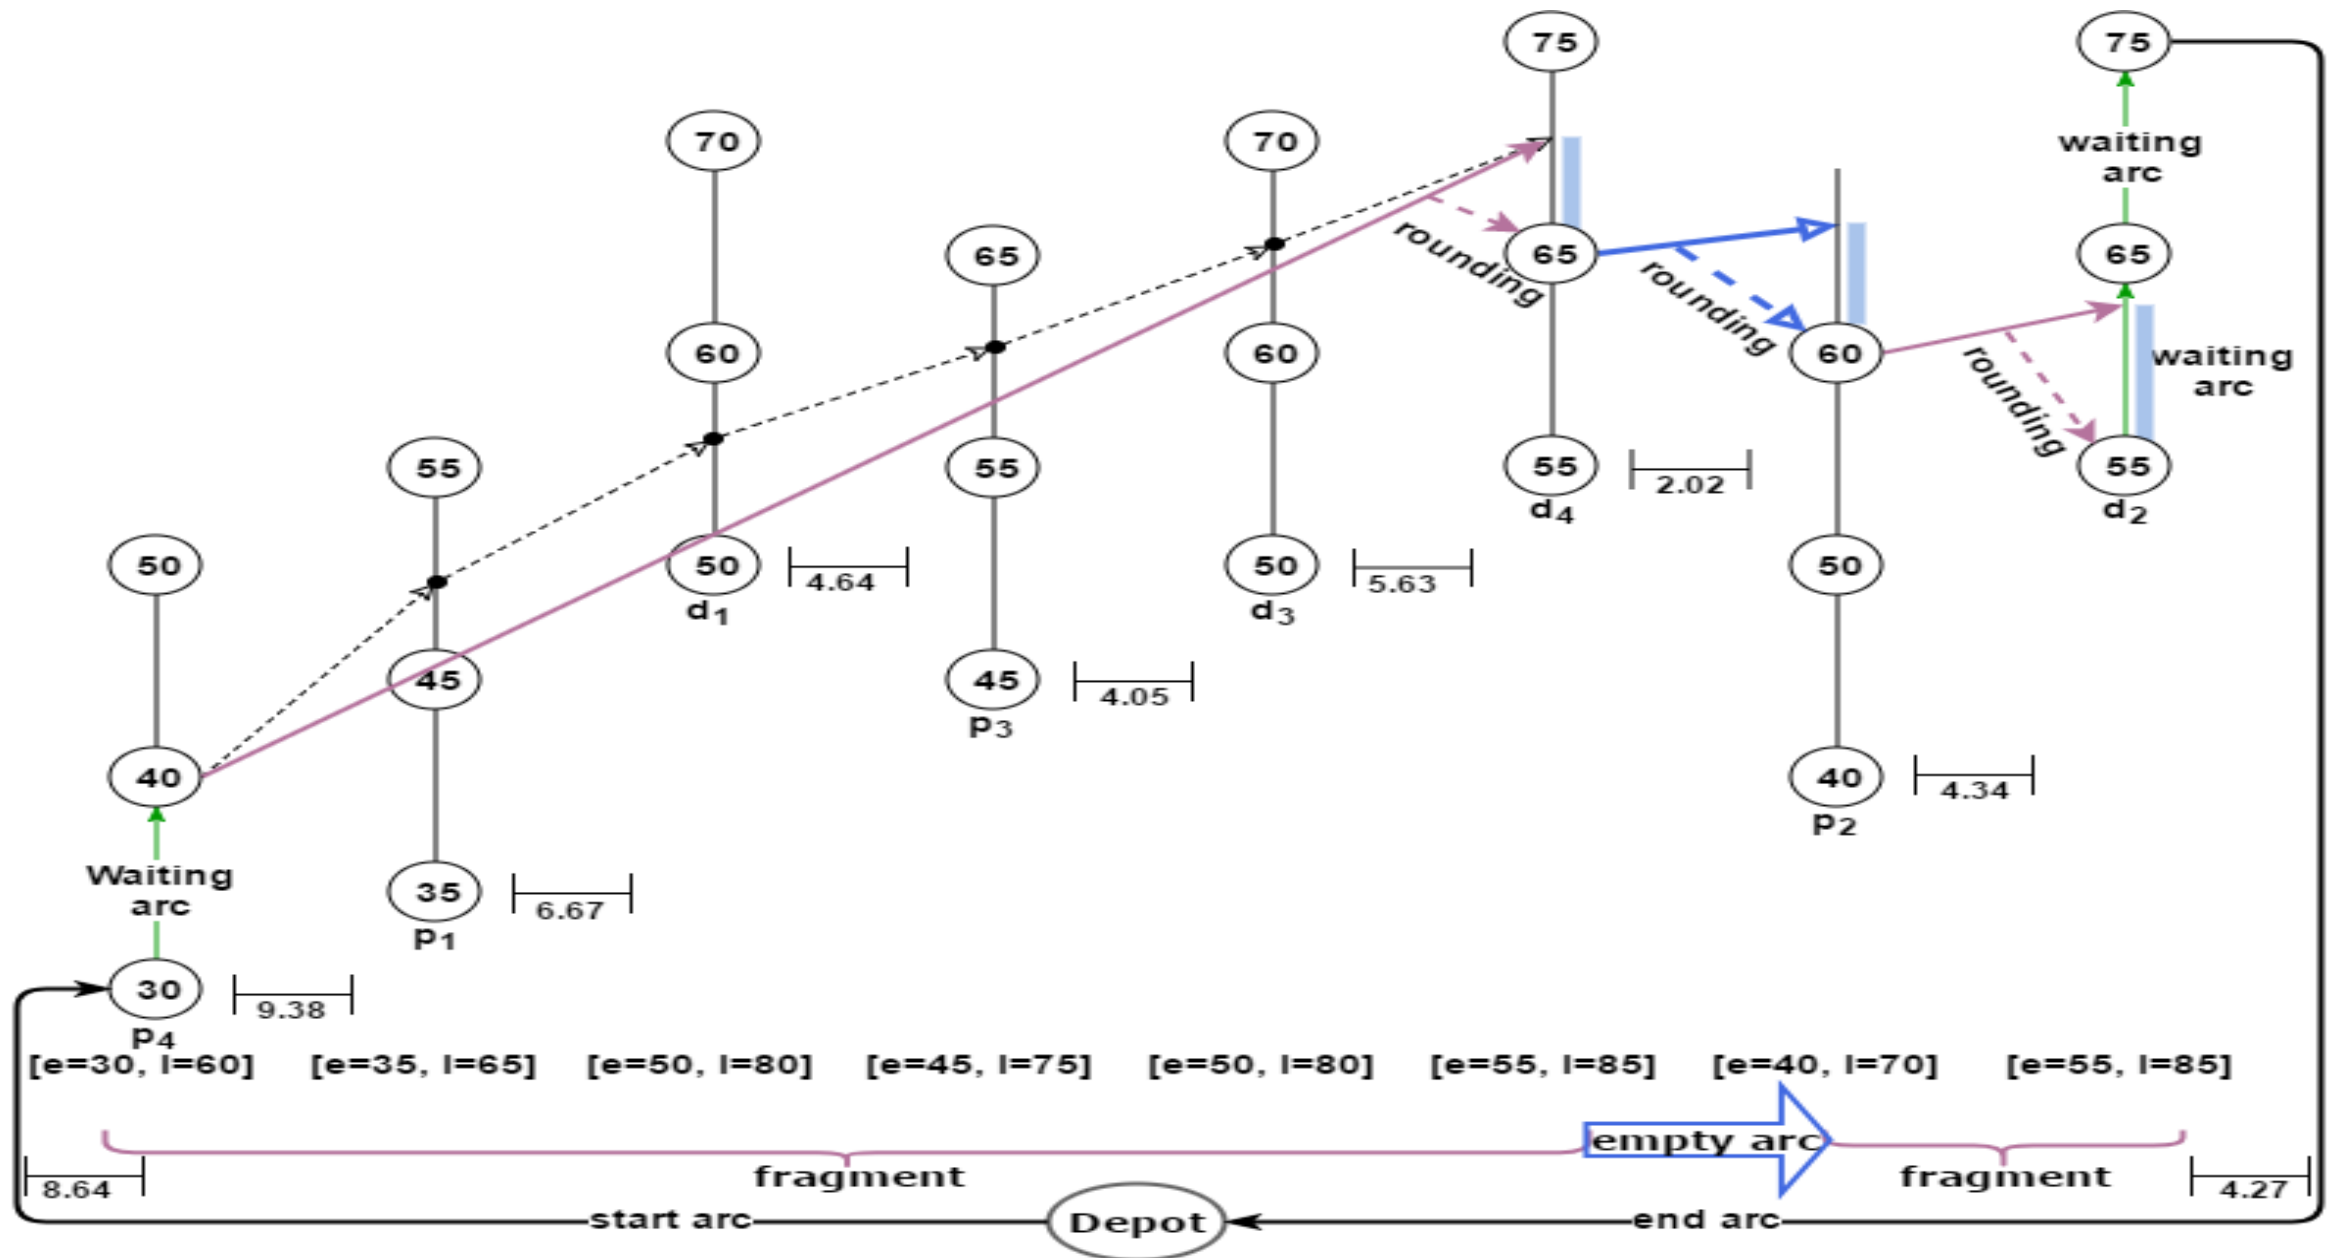 75
75
70
70
waiting
arc
65
65
65
rounding
rounding
60
60
60
rounding
waiting
arc
55
55
55
55
d4
2.02
d2
50
50
d1
4.64
50
d3
5.63
50
45
45
p3
4.05
40
40
p2
4.34
Waiting
arc
35
p1
6.67
30
p4
9.38
[e=30, l=60] [e=35, l=65] [e=50, l=80] [e=45, l=75] [e=50, l=80] [e=55, l=85] [e=40, l=70] [e=55, l=85]
empty arc
fragment
fragment
8.64
4.27
start arc
Depot
end arc